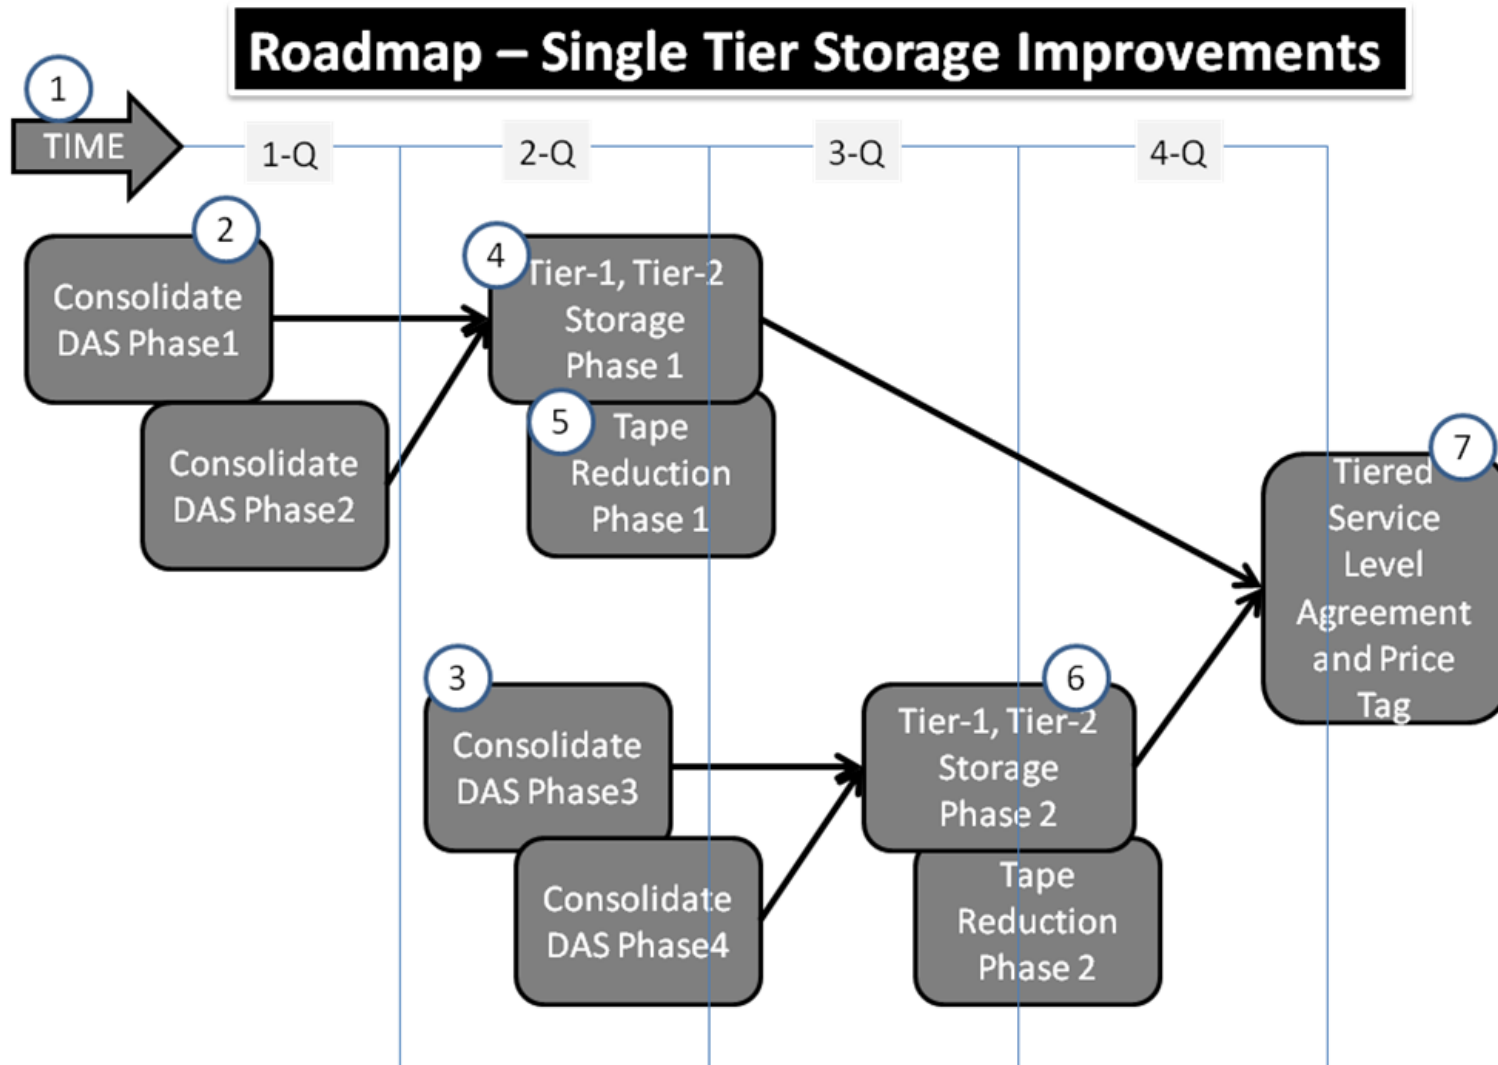 Roadmap – Single Tier Storage Improvements
1
TIME
1-Q
2-Q
3-Q
4-Q
2
Consolidate
DAS Phase1
Consolidate
DAS Phase2
4
Tier-1, Tier-2
Storage
Phase 1
5
Tape
Reduction
Phase 1
3
Consolidate
DAS Phase3
Consolidate
DAS Phase4
6
Tier-1, Tier-2
Storage
Phase 2
Tape
Reduction
Phase 2
7
Tiered
Service
Level
Agreement
and Price
Tag